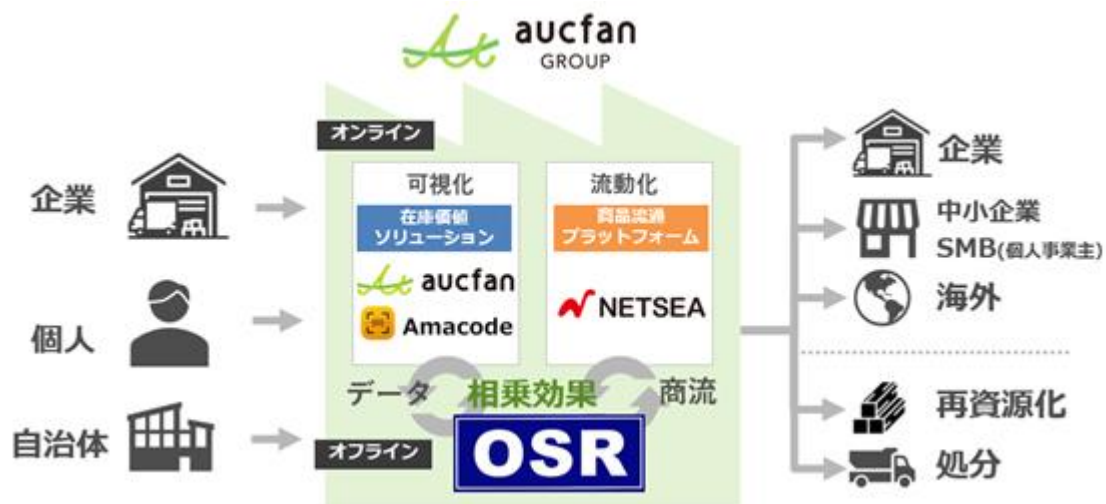 aucfan
GROUP
オンライン
企業
個人
自治体
可視化
在庫価値
ソリューション
aucfan
Amacode
流動化
商品流通
プラットフォーム
NETSEA
データ
相乗効果
商流
オフライン
OSR
企業
中小企業
SMB(個人事業主)
海外
再資源化
処分